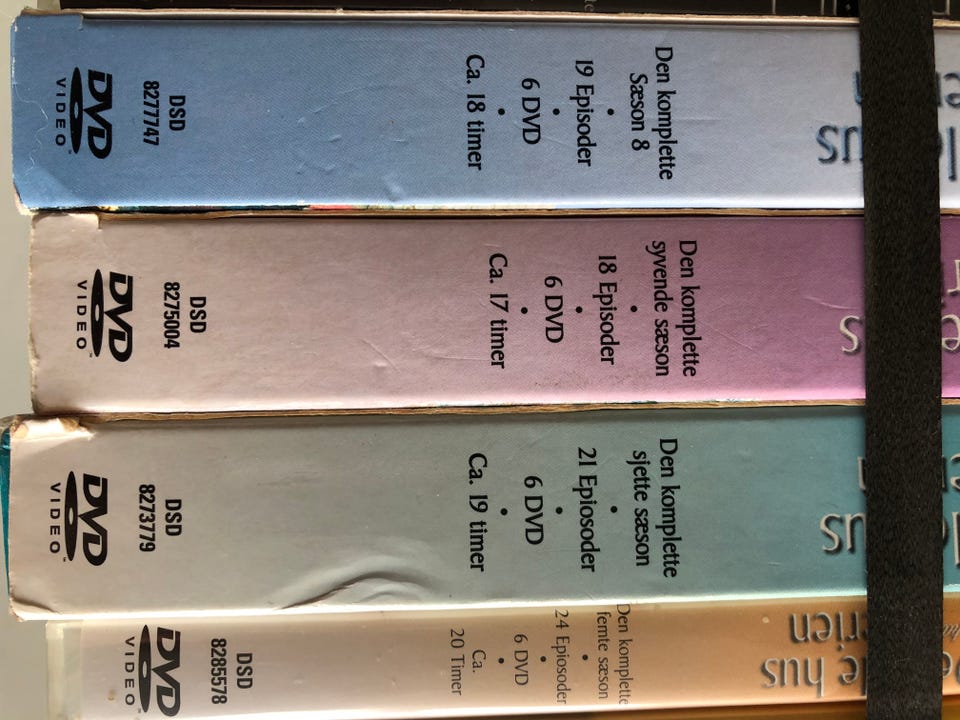 Den komplette
Sæson 8
•
19 Episoder
•
6 DVD
•
Ca. 18 timer
DSD
8277747
DVD
VIDEO
Den komplette
syvende sæson
•
18 Episoder
•
6 DVD
•
Ca. 17 timer
DSD
8275004
DVD
VIDEO
Den komplette
sjette sæson
•
21 Epiosoder
•
6 DVD
•
Ca. 19 timer
DSD
8273779
DVD
VIDEO
hus
Den komplette
femte sæson
•
24 Episoder
•
6 DVD
•
Ca.
20 Timer
DSD
8285578
DVD
VIDEO